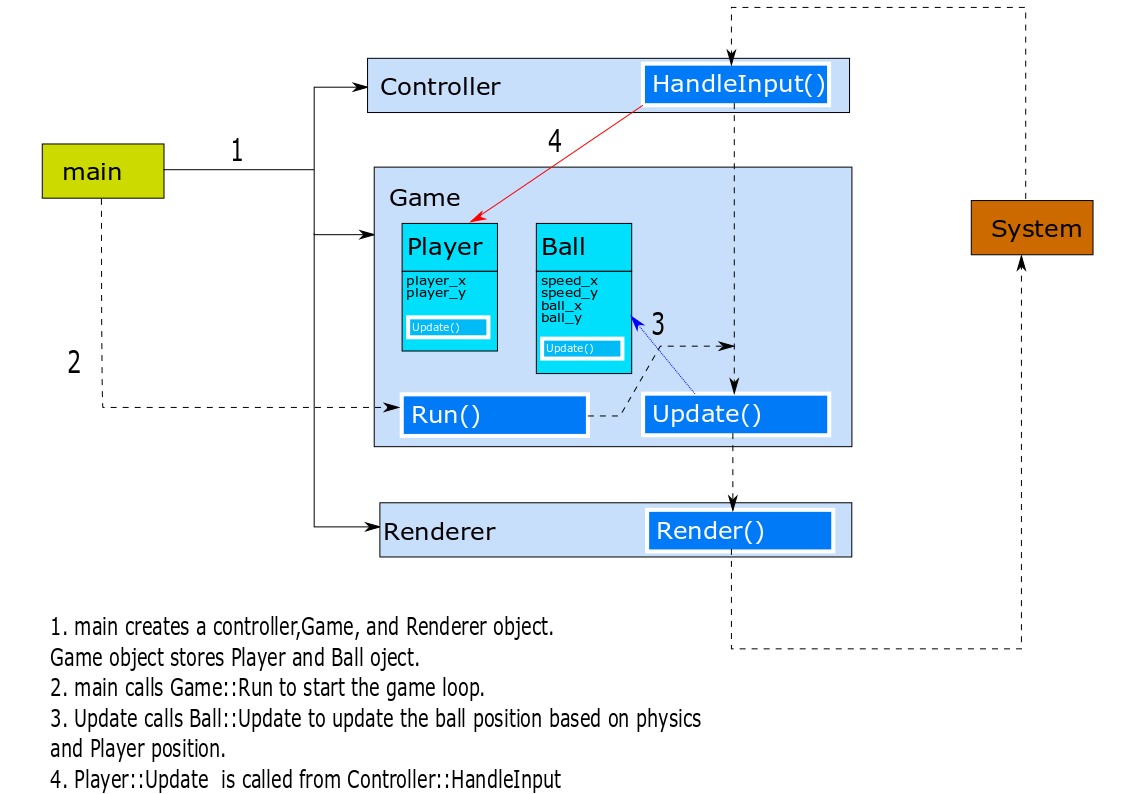 Controller
HandleInput()
1
4
main
Game
System
Player
Ball
player_x
player_y
Update()
speed_x
speed_y
ball_x
ball_y
Update()
3
2
Run()
Update()
Renderer
Render()
1. main creates a controller,Game, and Renderer object.
Game object stores Player and Ball oject.
2. main calls Game::Run to start the game loop.
3. Update calls Ball::Update to update the ball position based on physics
and Player position.
4. Player::Update  is called from Controller::HandleInput